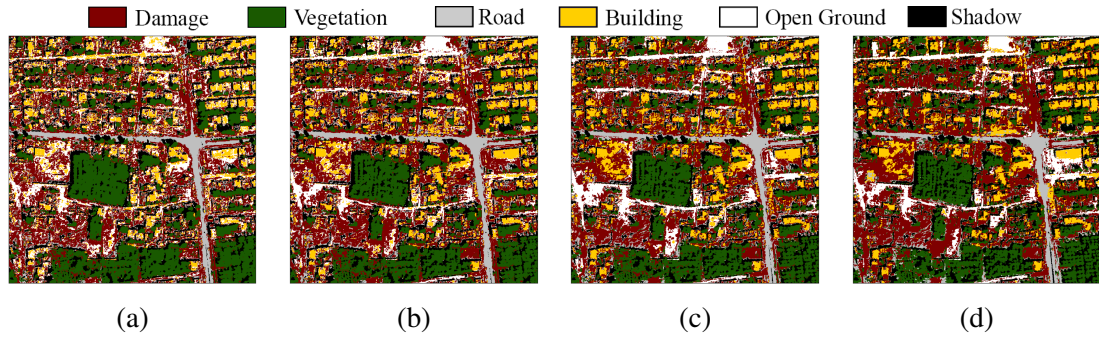 Damage Vegetation Road Building Open Ground Shadow
(a) (b) (c) (d)